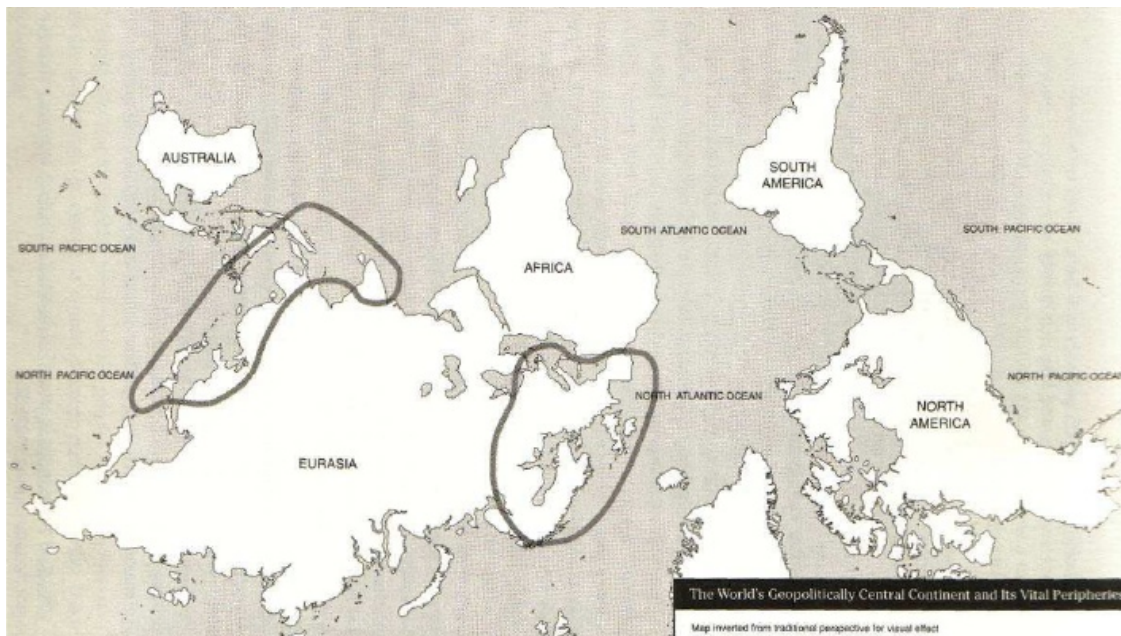 AUSTRALIA
SOUTH
AMERICA
SOUTH PACIFIC OCEAN
SOUTH ATLANTIC OCEAN
SOUTH PACIFIC OCEAN
AFRICA
NORTH PACIFIC OCEAN
NORTH ATLANTIC OCEAN
NORTH PACIFIC OCEAN
NORTH
AMERICA
EURASIA
The World's Geopolitically Central Continent and Its Vital Peripheries
Map inverted from traditional perspective for visual effect